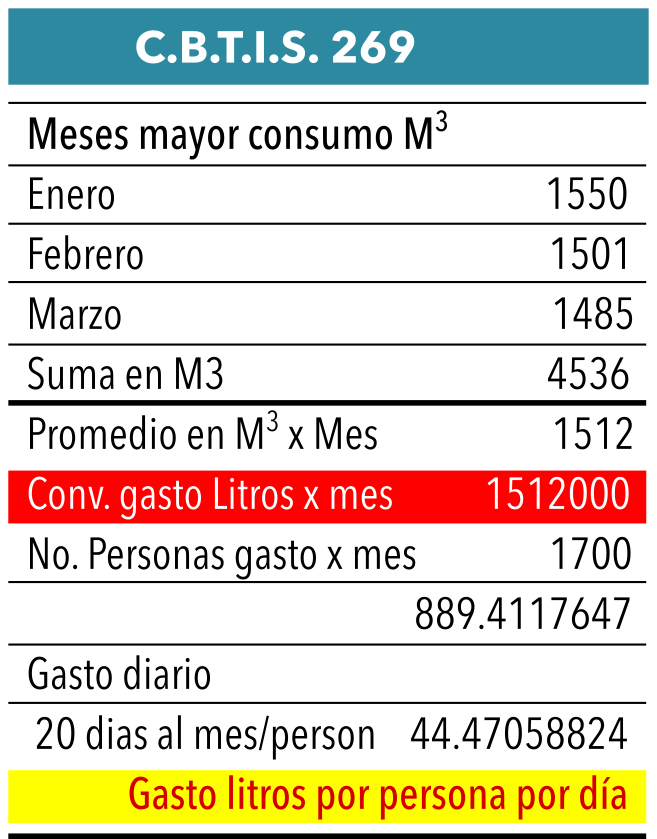 C.B.T.I.S. 269
Meses mayor consumo M³
Enero 1550
Febrero 1501
Marzo 1485
Suma en M3 4536
Promedio en M³ x Mes 1512
Conv. gasto Litros x mes 1512000
No. Personas gasto x mes 1700
889.4117647
Gasto diario
20 dias al mes/person 44.47058824
Gasto litros por persona por día